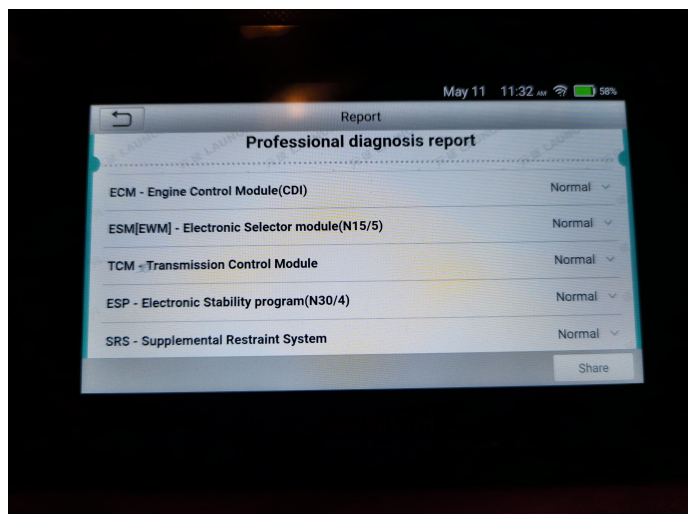 May 11 11:32 AM 58%
Report
Professional diagnosis report
ECM - Engine Control Module(CDI) Normal
ESM[EWM] - Electronic Selector module(N15/5) Normal
TCM - Transmission Control Module Normal
ESP - Electronic Stability program(N30/4) Normal
SRS - Supplemental Restraint System Normal
Share